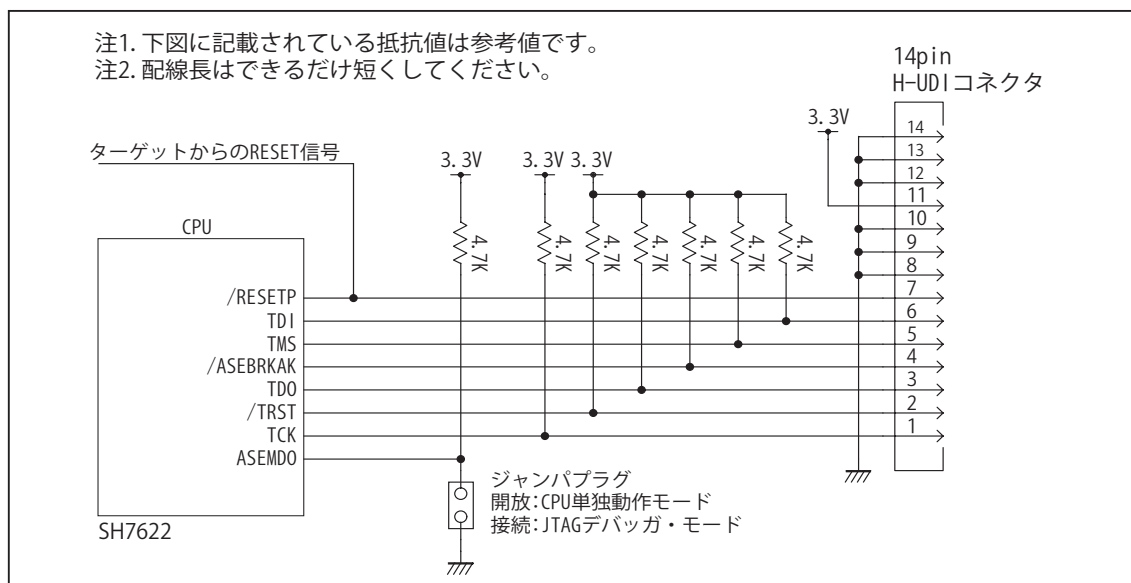 注1. 下図に記載されている抵抗値は参考値です。
注2. 配線長はできるだけ短くしてください。
14pin
H-UDIコネクタ
ターゲットからのRESET信号
3.3V
3.3V
3.3V
3.3V
CPU
4.7K
4.7K
4.7K
4.7K
4.7K
4.7K
4.7K
14
13
12
11
10
9
8
/RESETP
7
TDI
6
TMS
5
/ASEBRKAK
4
TDO
3
/TRST
2
TCK
1
ASEMDO
SH7622
ジャンパプラグ
開放:CPU単独動作モード
接続:JTAGデバッガ・モード